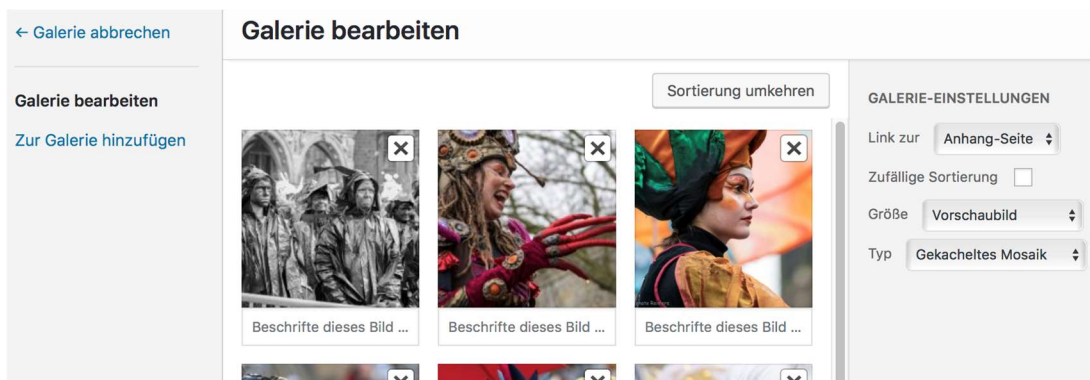 ← Galerie abbrechen
Galerie bearbeiten
Zur Galerie hinzufügen
Galerie bearbeiten
Sortierung umkehren
Beschrifte dieses Bild ...
Beschrifte dieses Bild ...
Beschrifte dieses Bild ...
GALERIE-EINSTELLUNGEN
Link zur Anhang-Seite
Zufällige Sortierung
Größe Vorschaubild
Typ Gekacheltes Mosaik